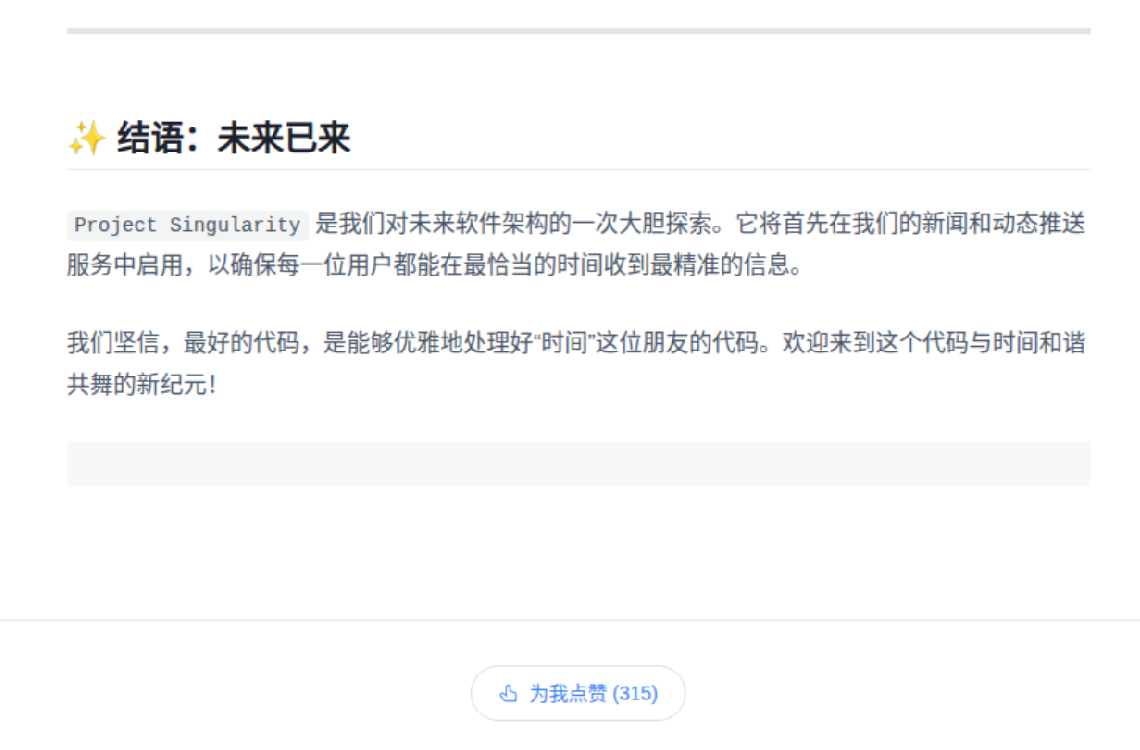 ✨ 结语：未来已来
Project Singularity 是我们对未来软件架构的一次大胆探索。它将首先在我们的新闻和动态推送
服务中启用，以确保每一位用户都能在最恰当的时间收到最精准的信息。
我们坚信，最好的代码，是能够优雅地处理好“时间”这位朋友的代码。欢迎来到这个代码与时间和谐
共舞的新纪元！
为我点赞 (315)